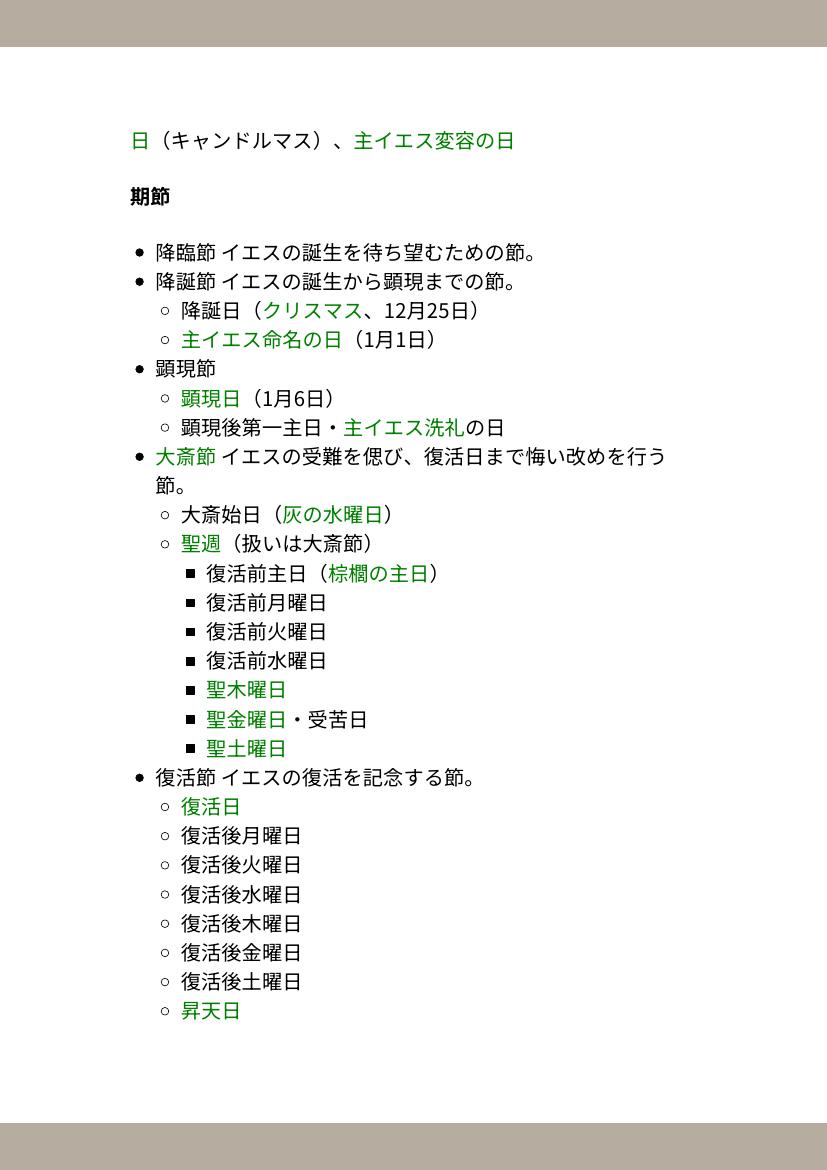 日（キャンドルマス）、主イエス変容の日
期節
• 降臨節 イエスの誕生を待ち望むための節。
• 降誕節 イエスの誕生から顕現までの節。
◦ 降誕日（クリスマス、12月25日）
◦ 主イエス命名の日（1月1日）
• 顕現節
◦ 顕現日（1月6日）
◦ 顕現後第一主日・主イエス洗礼の日
• 大斎節 イエスの受難を偲び、復活日まで悔い改めを行う
節。
◦ 大斎始日（灰の水曜日）
◦ 聖週（扱いは大斎節）
▪ 復活前主日（棕櫚の主日）
▪ 復活前月曜日
▪ 復活前火曜日
▪ 復活前水曜日
▪ 聖木曜日
▪ 聖金曜日・受苦日
▪ 聖土曜日
• 復活節 イエスの復活を記念する節。
◦ 復活日
◦ 復活後月曜日
◦ 復活後火曜日
◦ 復活後水曜日
◦ 復活後木曜日
◦ 復活後金曜日
◦ 復活後土曜日
◦ 昇天日